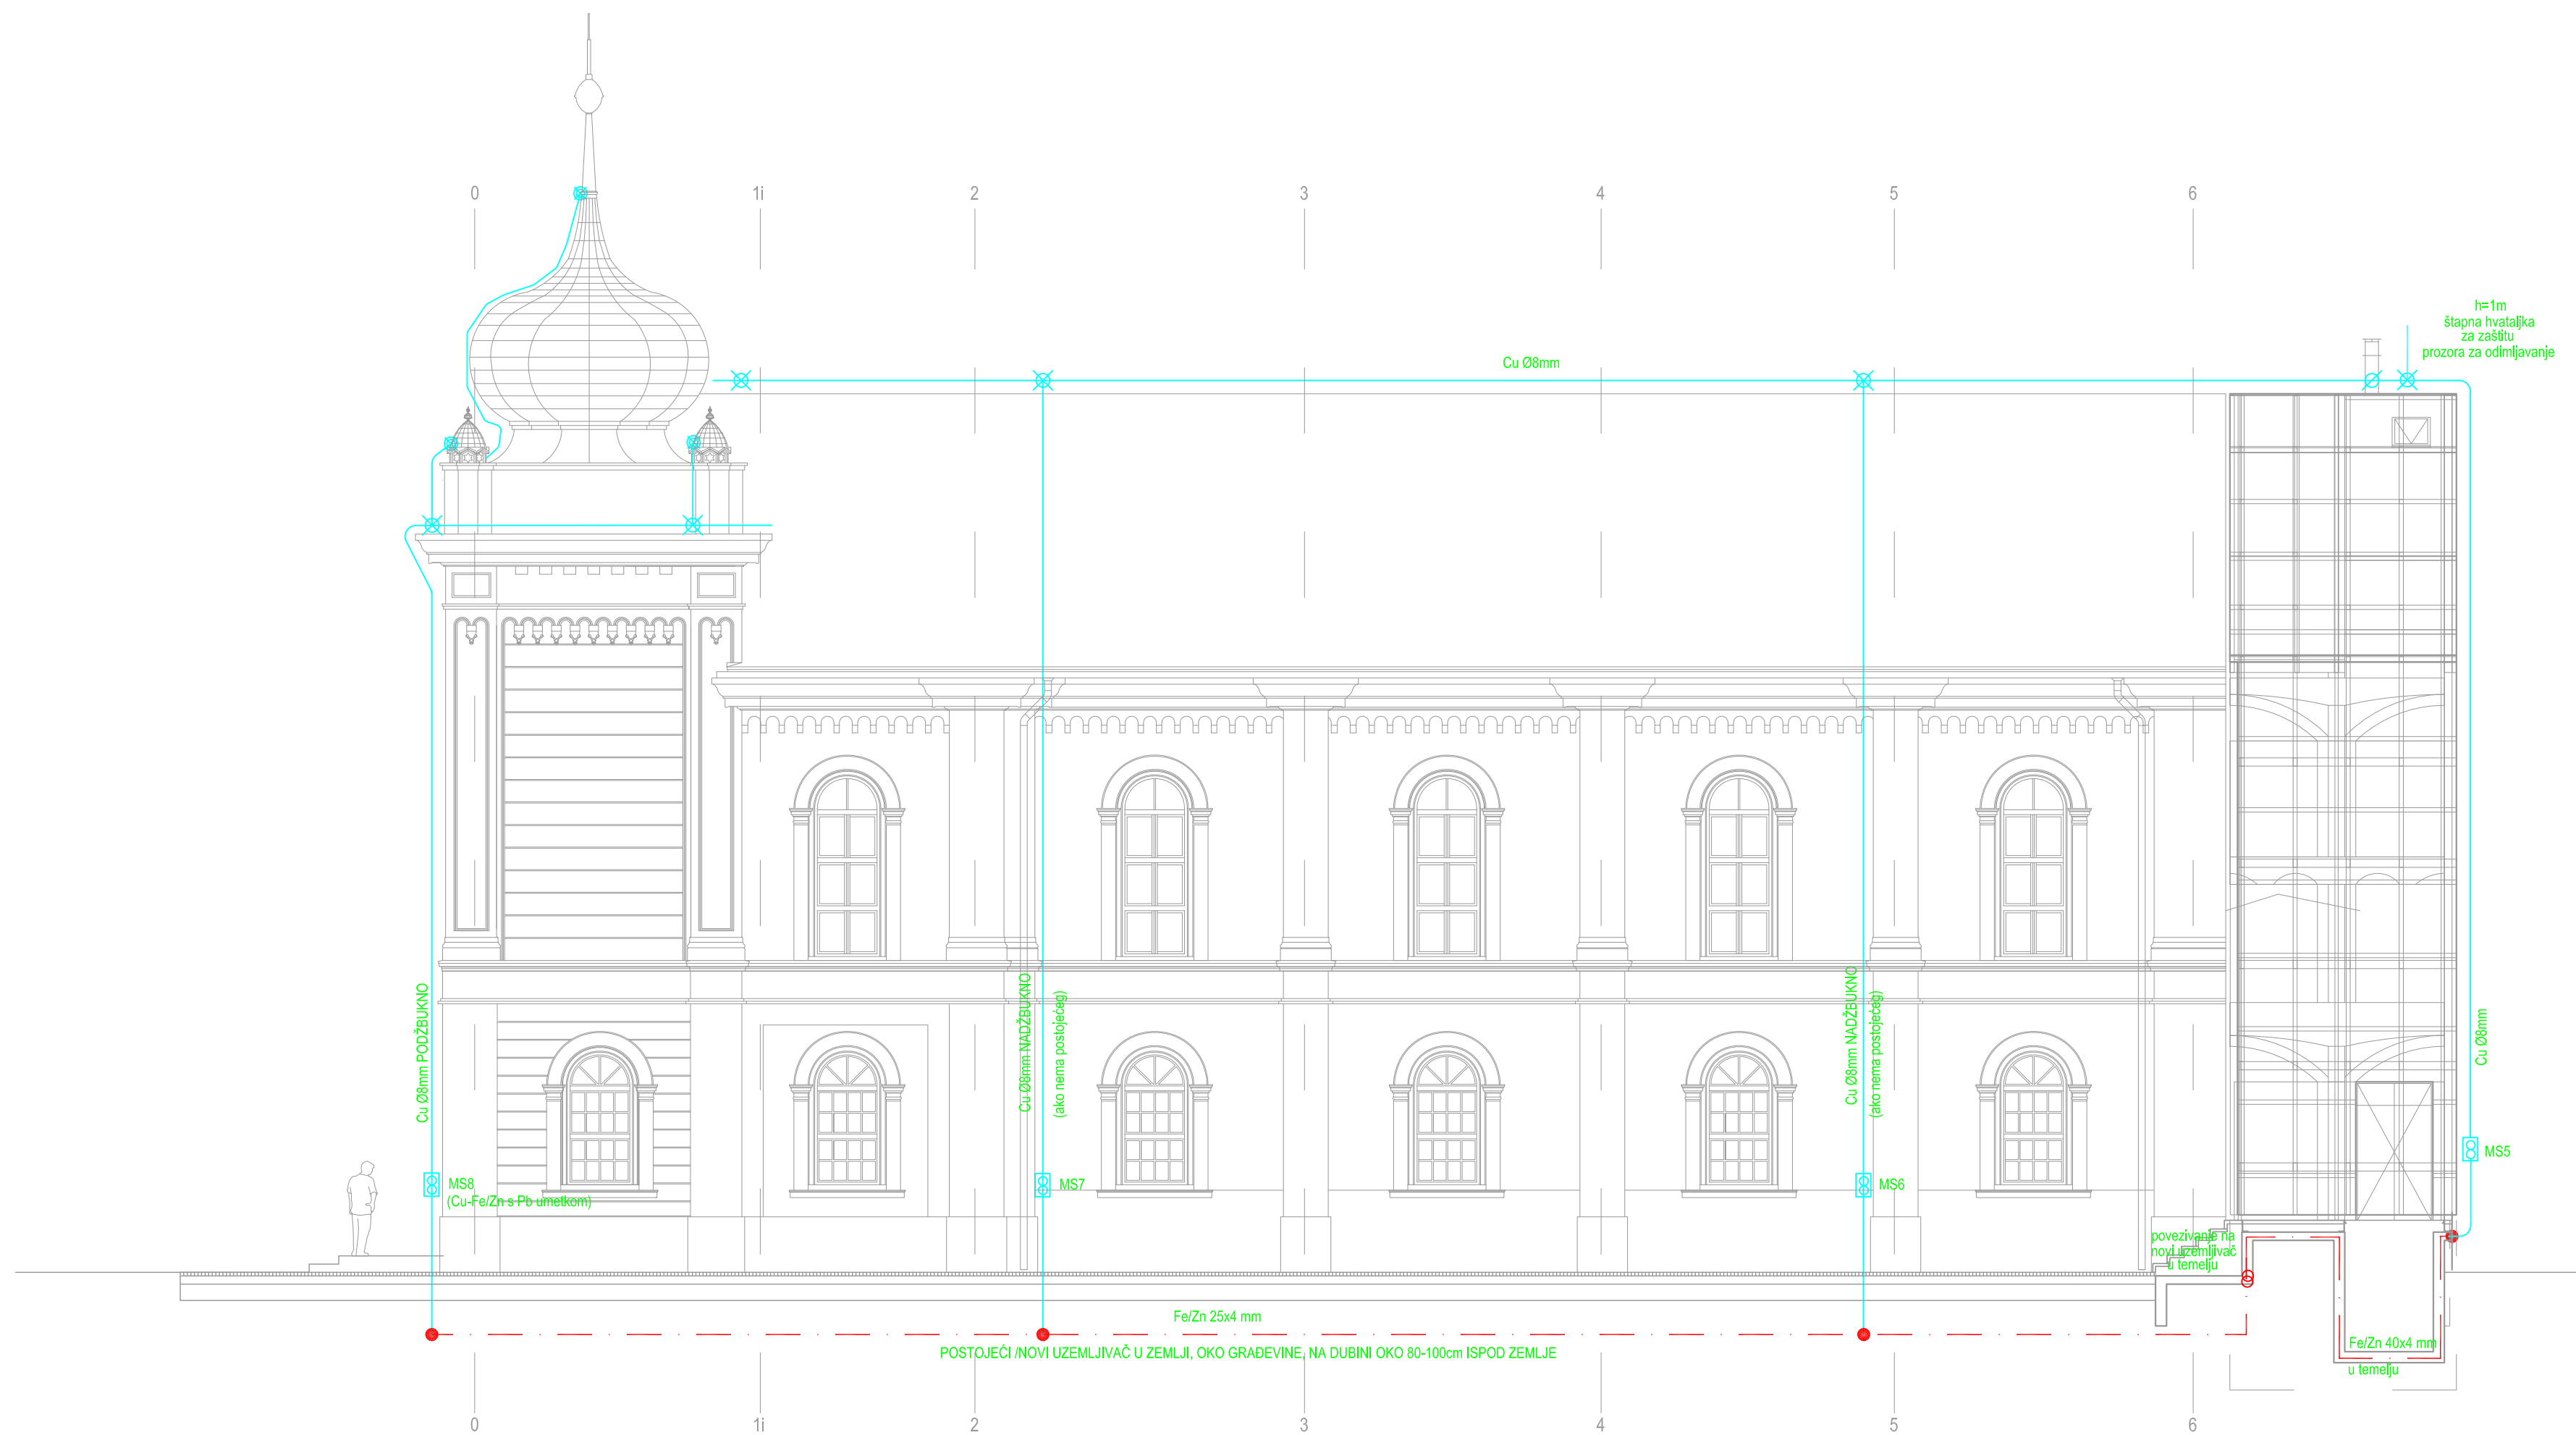 0
1i
2
3
4
5
6
h=1m
štapna hvataljka
za zaštitu
prozora za odimljavanje
Cu Ø8mm
Cu Ø8mm PODŽBUKNO
Cu Ø8mm NADŽBUKNO
(ako nema postojećeg)
Cu Ø8mm NADŽBUKNO
(ako nema postojećeg)
Cu Ø8mm
MS8
(Cu-Fe/Zn s Pb umetkom)
MS7
MS6
MS5
povezivanje na
novi uzemljivač
u temelju
Fe/Zn 25x4 mm
POSTOJEĆI /NOVI UZEMLJIVAČ U ZEMLJI, OKO GRAĐEVINE, NA DUBINI OKO 80-100cm ISPOD ZEMLJE
Fe/Zn 40x4 mm
u temelju
0
1i
2
3
4
5
6